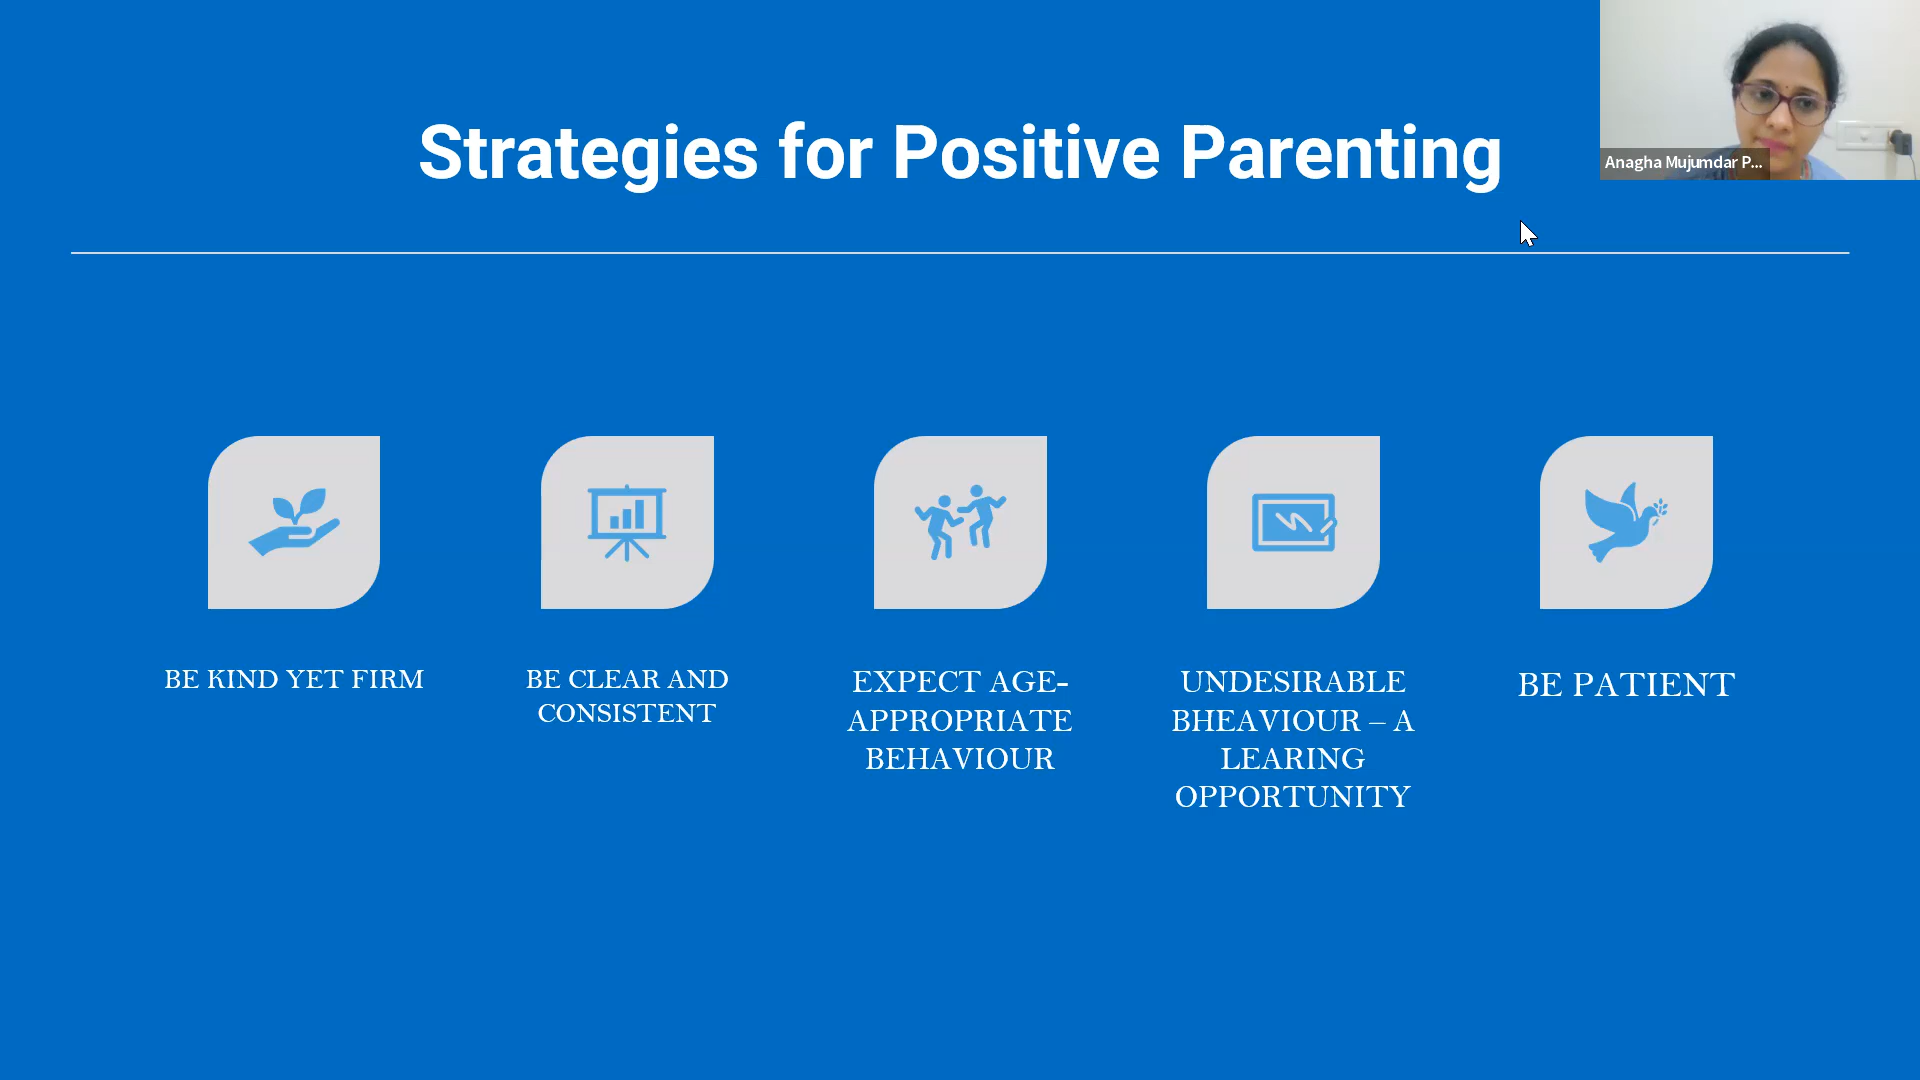 Strategies for Positive Parenting
Anagha Mujumdar P...
BE KIND YET FIRM
BE CLEAR AND
CONSISTENT
EXPECT AGE-
APPROPRIATE
BEHAVIOUR
UNDESIRABLE
BHEAVIOUR – A
LEARING
OPPORTUNITY
BE PATIENT